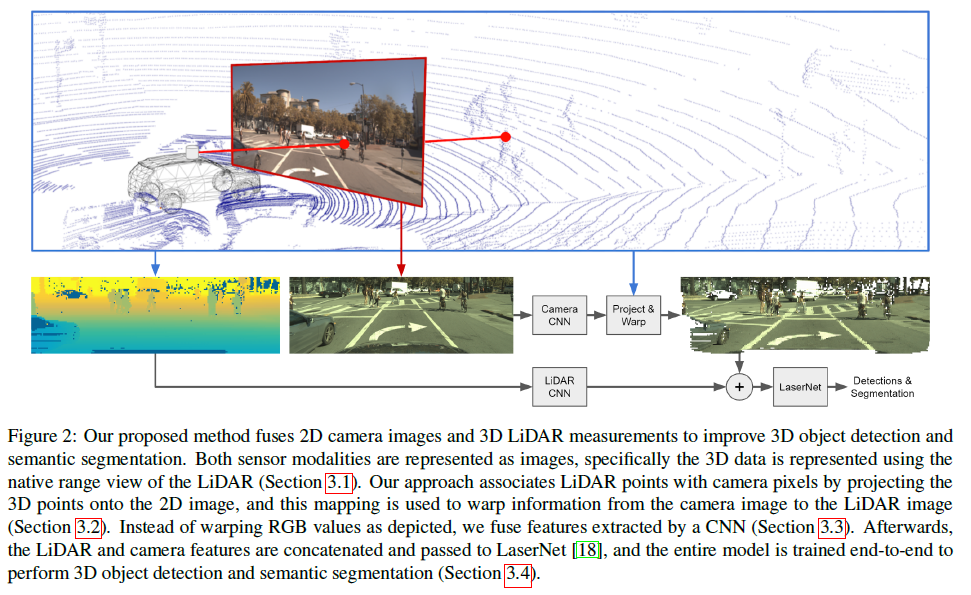 Camera
CNN
Project &
Warp
LiDAR
CNN
+
LaserNet
Detections &
Segmentation
Figure 2: Our proposed method fuses 2D camera images and 3D LiDAR measurements to improve 3D object detection and
semantic segmentation. Both sensor modalities are represented as images, specifically the 3D data is represented using the
native range view of the LiDAR (Section 3.1). Our approach associates LiDAR points with camera pixels by projecting the
3D points onto the 2D image, and this mapping is used to warp information from the camera image to the LiDAR image
(Section 3.2). Instead of warping RGB values as depicted, we fuse features extracted by a CNN (Section 3.3). Afterwards,
the LiDAR and camera features are concatenated and passed to LaserNet [18], and the entire model is trained end-to-end to
perform 3D object detection and semantic segmentation (Section 3.4).